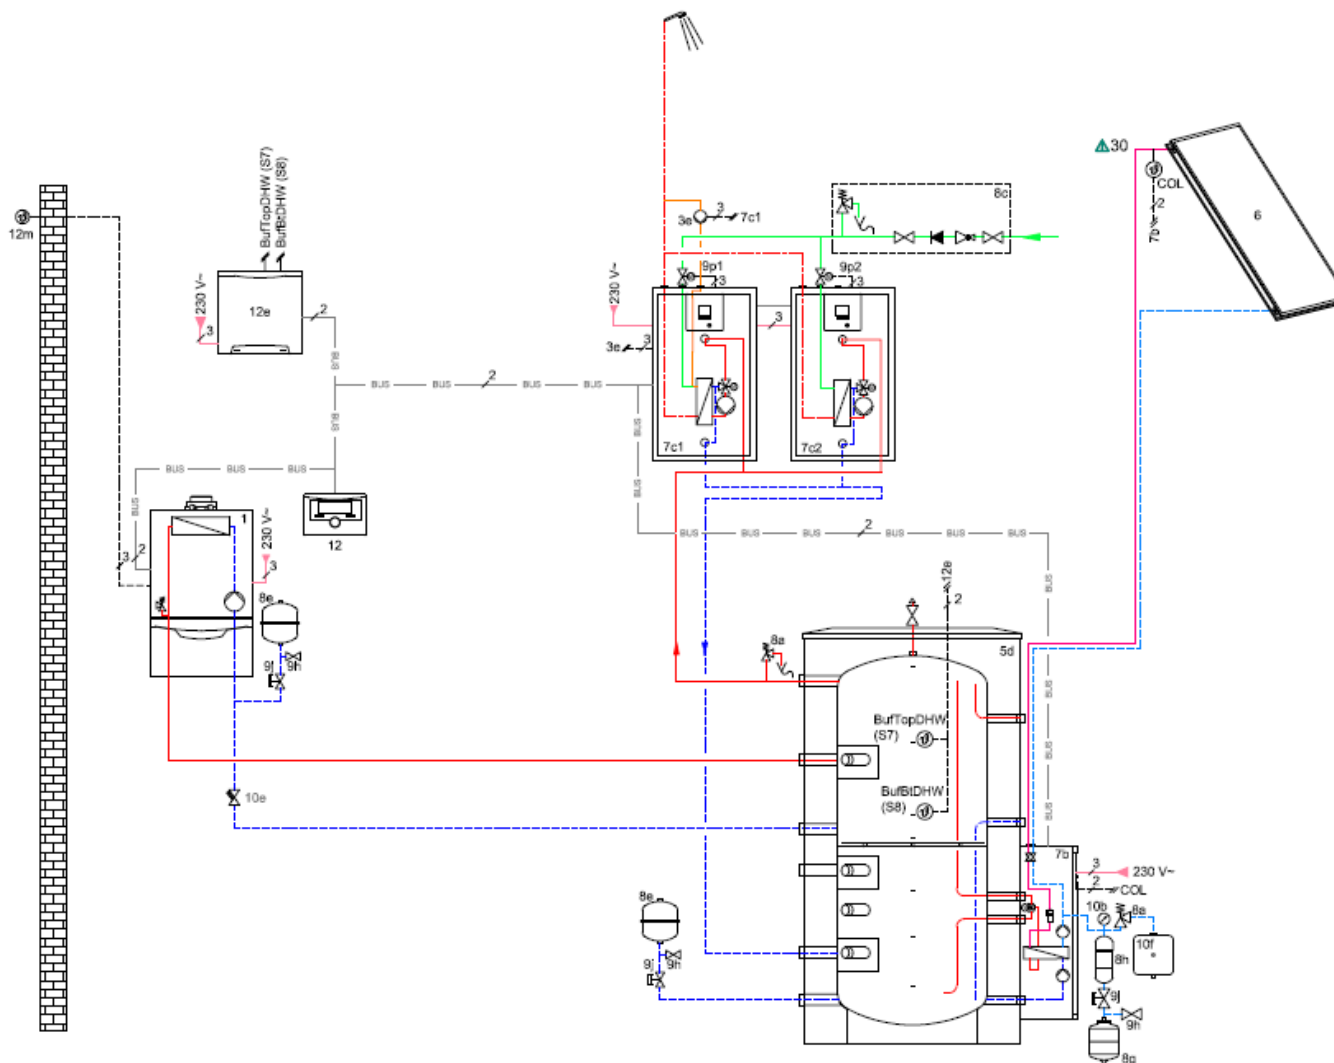 30
8c
COL
2
7b
6
BufTopDHW (S7)
BufBtDHW (S8)
12m
3
3e
7c1
9p1
3
9p2
3
230 V~
3
12e
2
230 V~
3
3e
3
BUS
BUS
2
BUS
BUS
BUS
7c1
7c2
BUS
BUS
BUS
BUS
BUS
12
1
230 V~
3
3
2
8e
9j
9h
BUS
BUS
BUS
BUS
2
BUS
BUS
BUS
12e
2
8a
5d
BUS
BufTopDHW
(S7)
BUS
BufBtDHW
(S8)
10e
7b
3
230 V~
2
COL
8e
9j
9h
10b
8a
10f
8h
9j
9h
8g